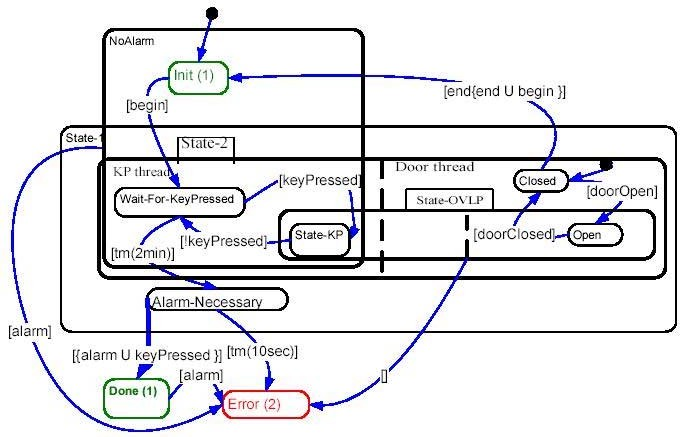 NoAlarm
Init (1)
[end{end U begin }]
[begin]
State-1
State-2
KP thread
Door thread
Closed
[keyPressed]
[doorOpen]
Wait-For-KeyPressed
State-OVLP
State-KP
[!keyPressed]
[doorClosed]
Open
[tm(2min)]
Alarm-Necessary
[alarm]
[{alarm U keyPressed }]
[tm(10sec)]
[alarm]
[]
Done (1)
Error (2)